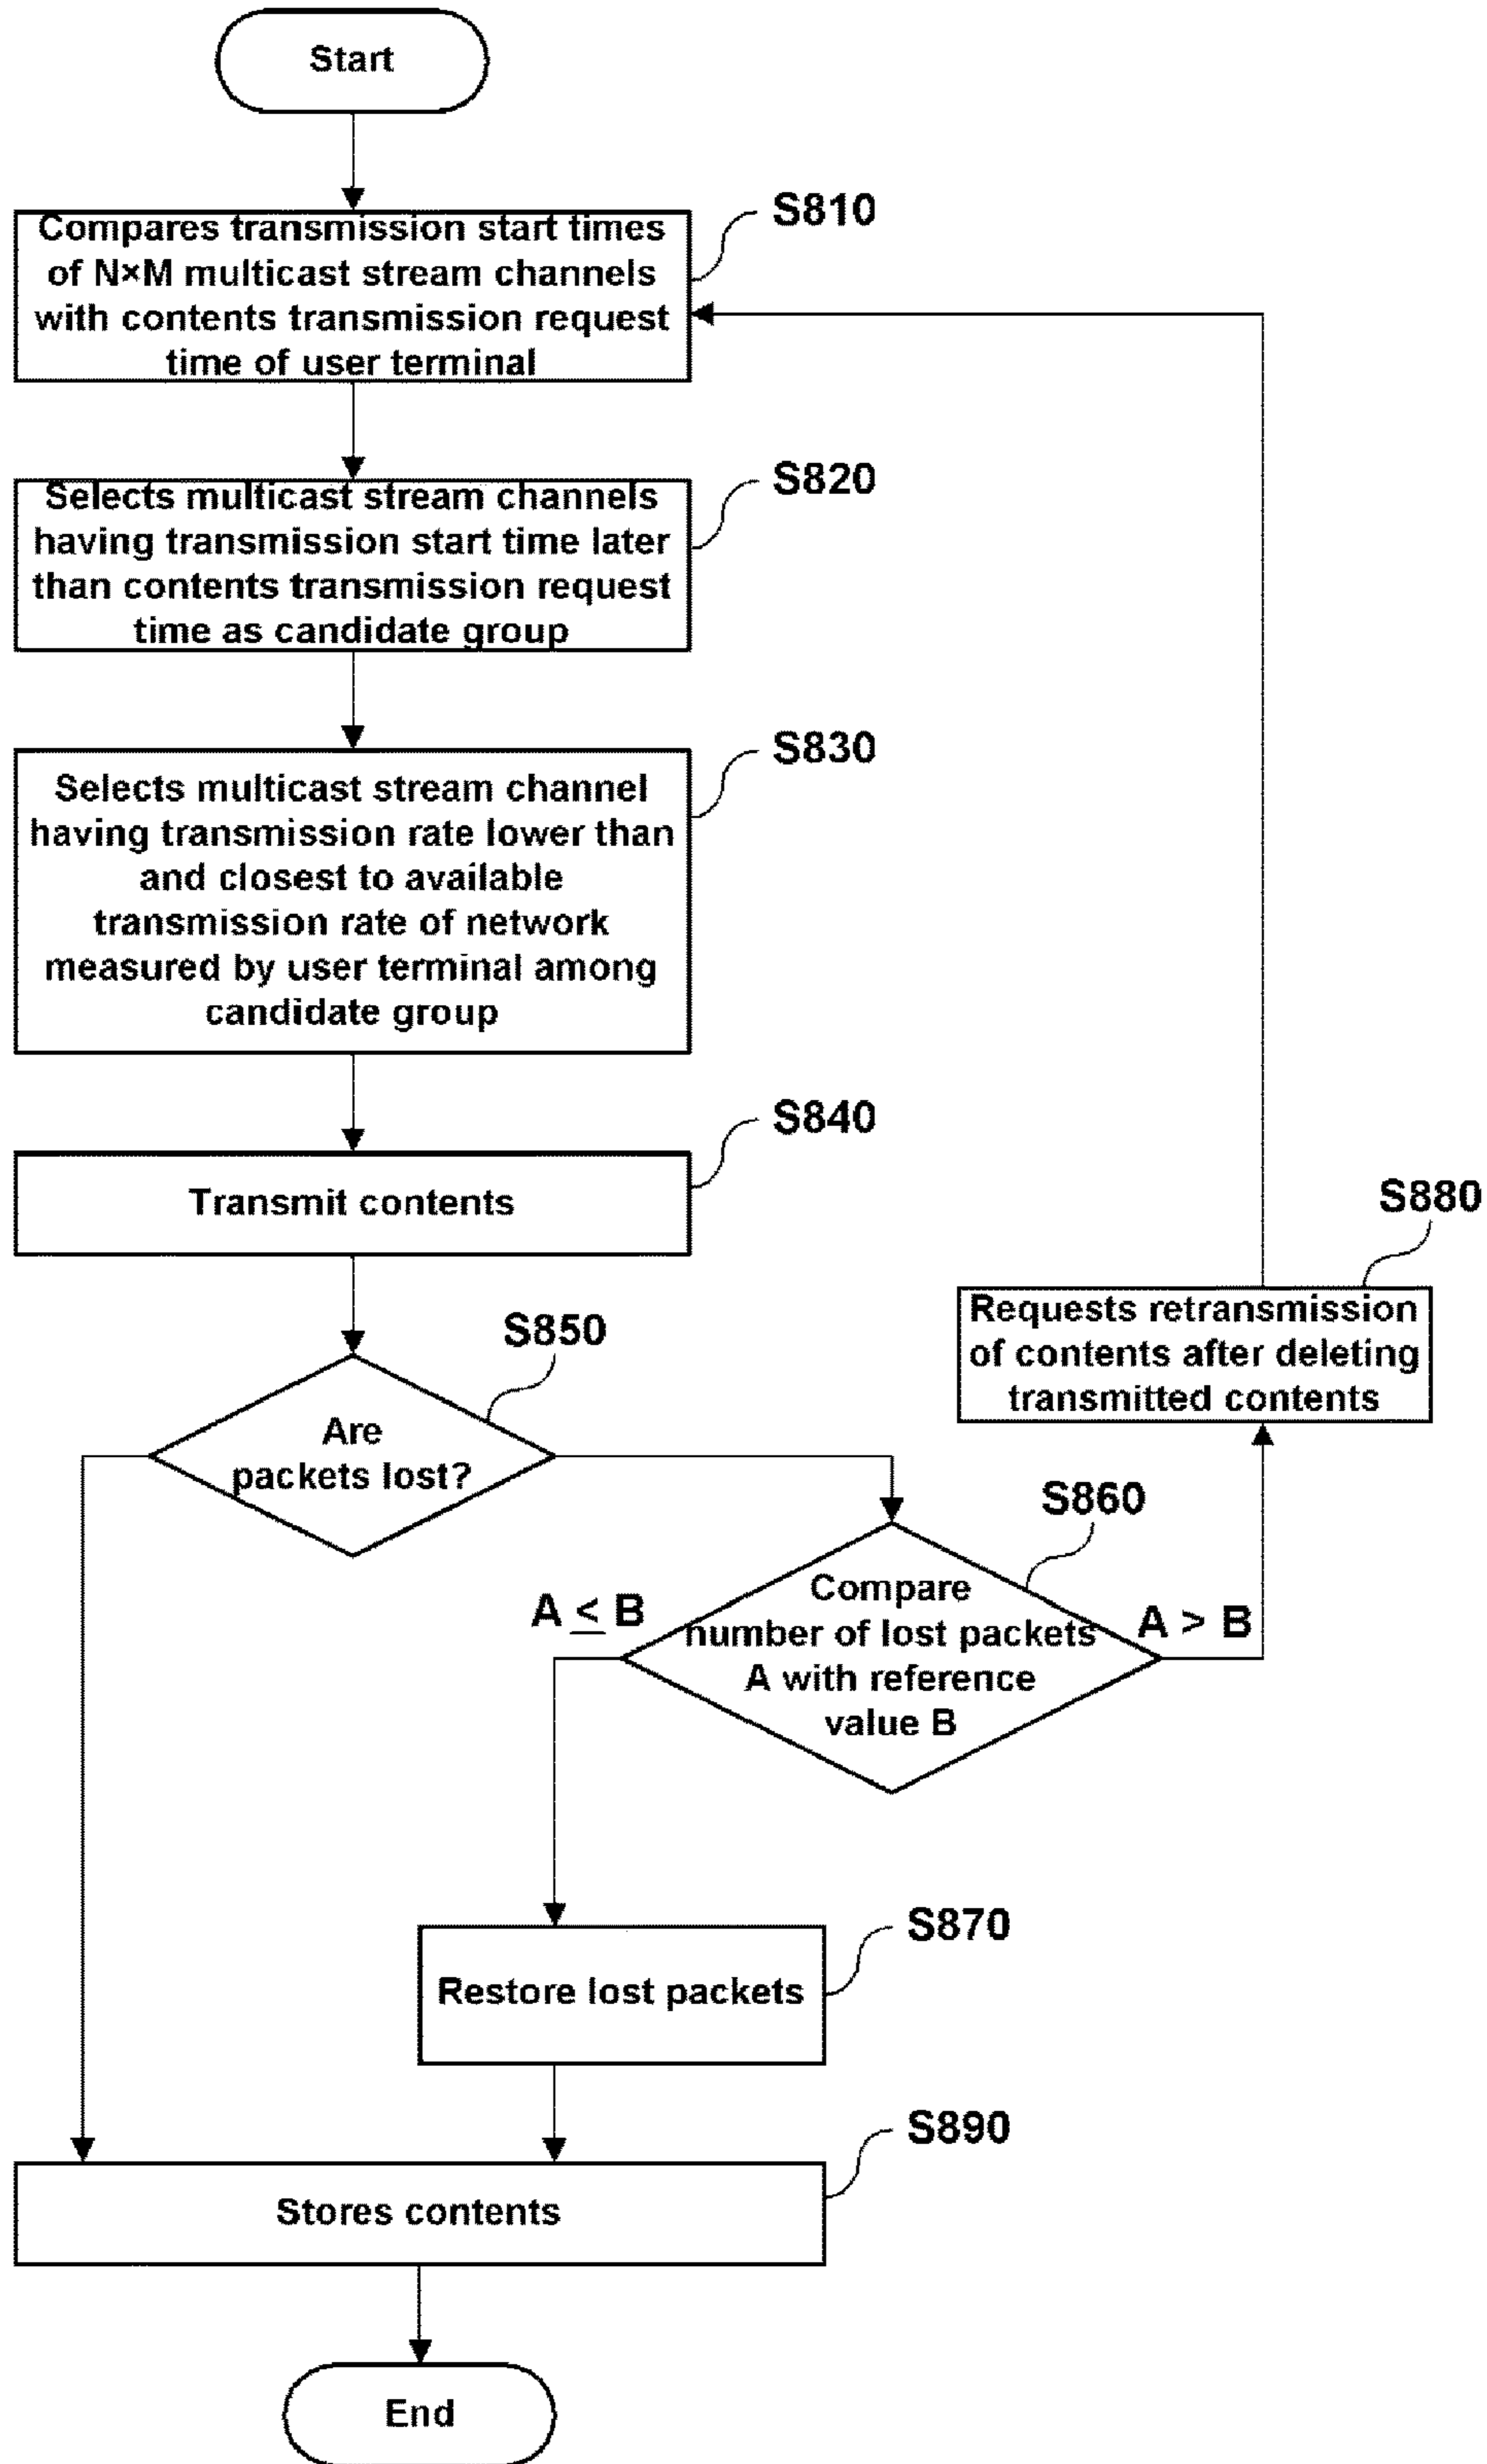 Start
S810
Compares transmission start times
of N×M multicast stream channels
with contents transmission request
time of user terminal
S820
Selects multicast stream channels
having transmission start time later
than contents transmission request
time as candidate group
S830
Selects multicast stream channel
having transmission rate lower than
and closest to available
transmission rate of network
measured by user terminal among
candidate group
S840
Transmit contents
S880
Requests retransmission
of contents after deleting
transmitted contents
S850
Are
packets lost?
S860
Compare
number of lost packets
A with reference
value B
A ≤ B
A > B
S870
Restore lost packets
S890
Stores contents
End